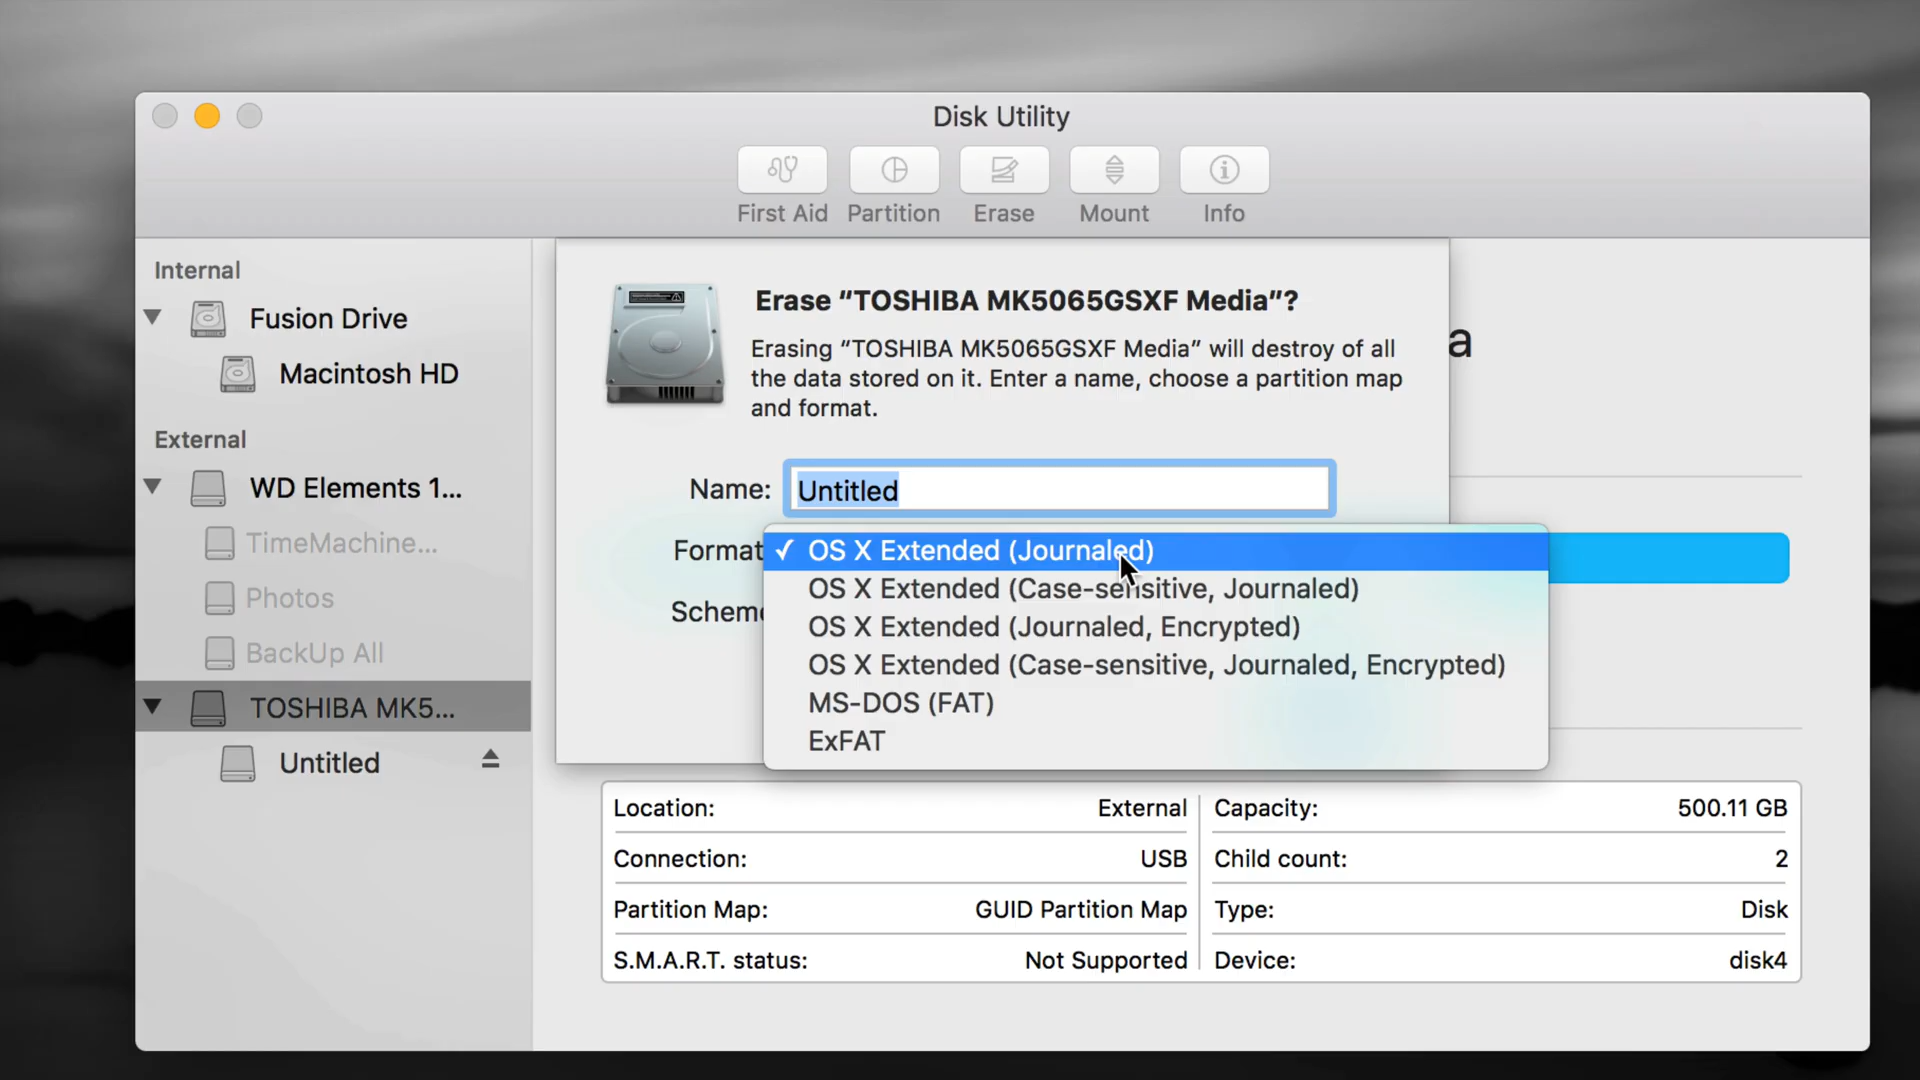 Disk Utility
First Aid
Partition
Erase
Mount
Info
Internal
Fusion Drive
Macintosh HD
External
WD Elements 1...
TimeMachine...
Photos
BackUp All
TOSHIBA MK5...
Untitled
Erase “TOSHIBA MK5065GSXF Media”?
Erasing “TOSHIBA MK5065GSXF Media” will destroy of all
the data stored on it. Enter a name, choose a partition map
and format.
a
Name: Untitled
Format
✓ OS X Extended (Journaled)
OS X Extended (Case-sensitive, Journaled)
OS X Extended (Journaled, Encrypted)
OS X Extended (Case-sensitive, Journaled, Encrypted)
MS-DOS (FAT)
ExFAT
Scheme
Location: External
Connection: USB
Partition Map: GUID Partition Map
S.M.A.R.T. status: Not Supported
Capacity: 500.11 GB
Child count: 2
Type: Disk
Device: disk4